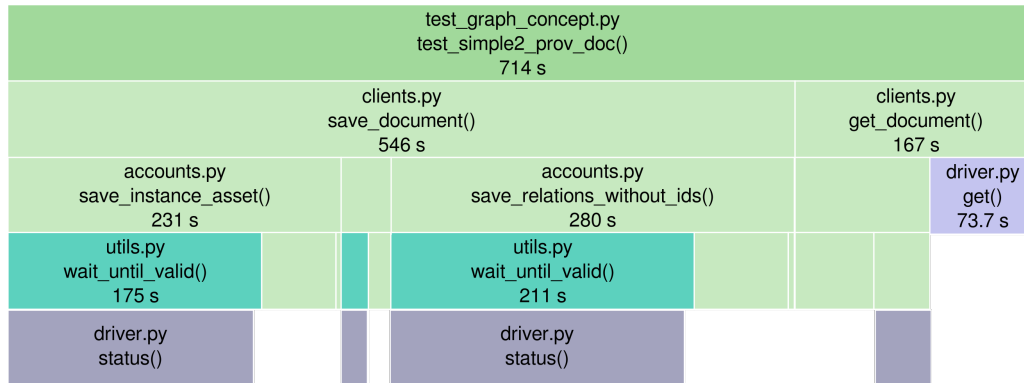 test_graph_concept.py
test_simple2_prov_doc()
714 s
clients.py
save_document()
546 s
clients.py
get_document()
167 s
accounts.py
save_instance_asset()
231 s
accounts.py
save_relations_without_ids()
280 s
driver.py
get()
73.7 s
utils.py
wait_until_valid()
175 s
utils.py
wait_until_valid()
211 s
driver.py
status()
driver.py
status()